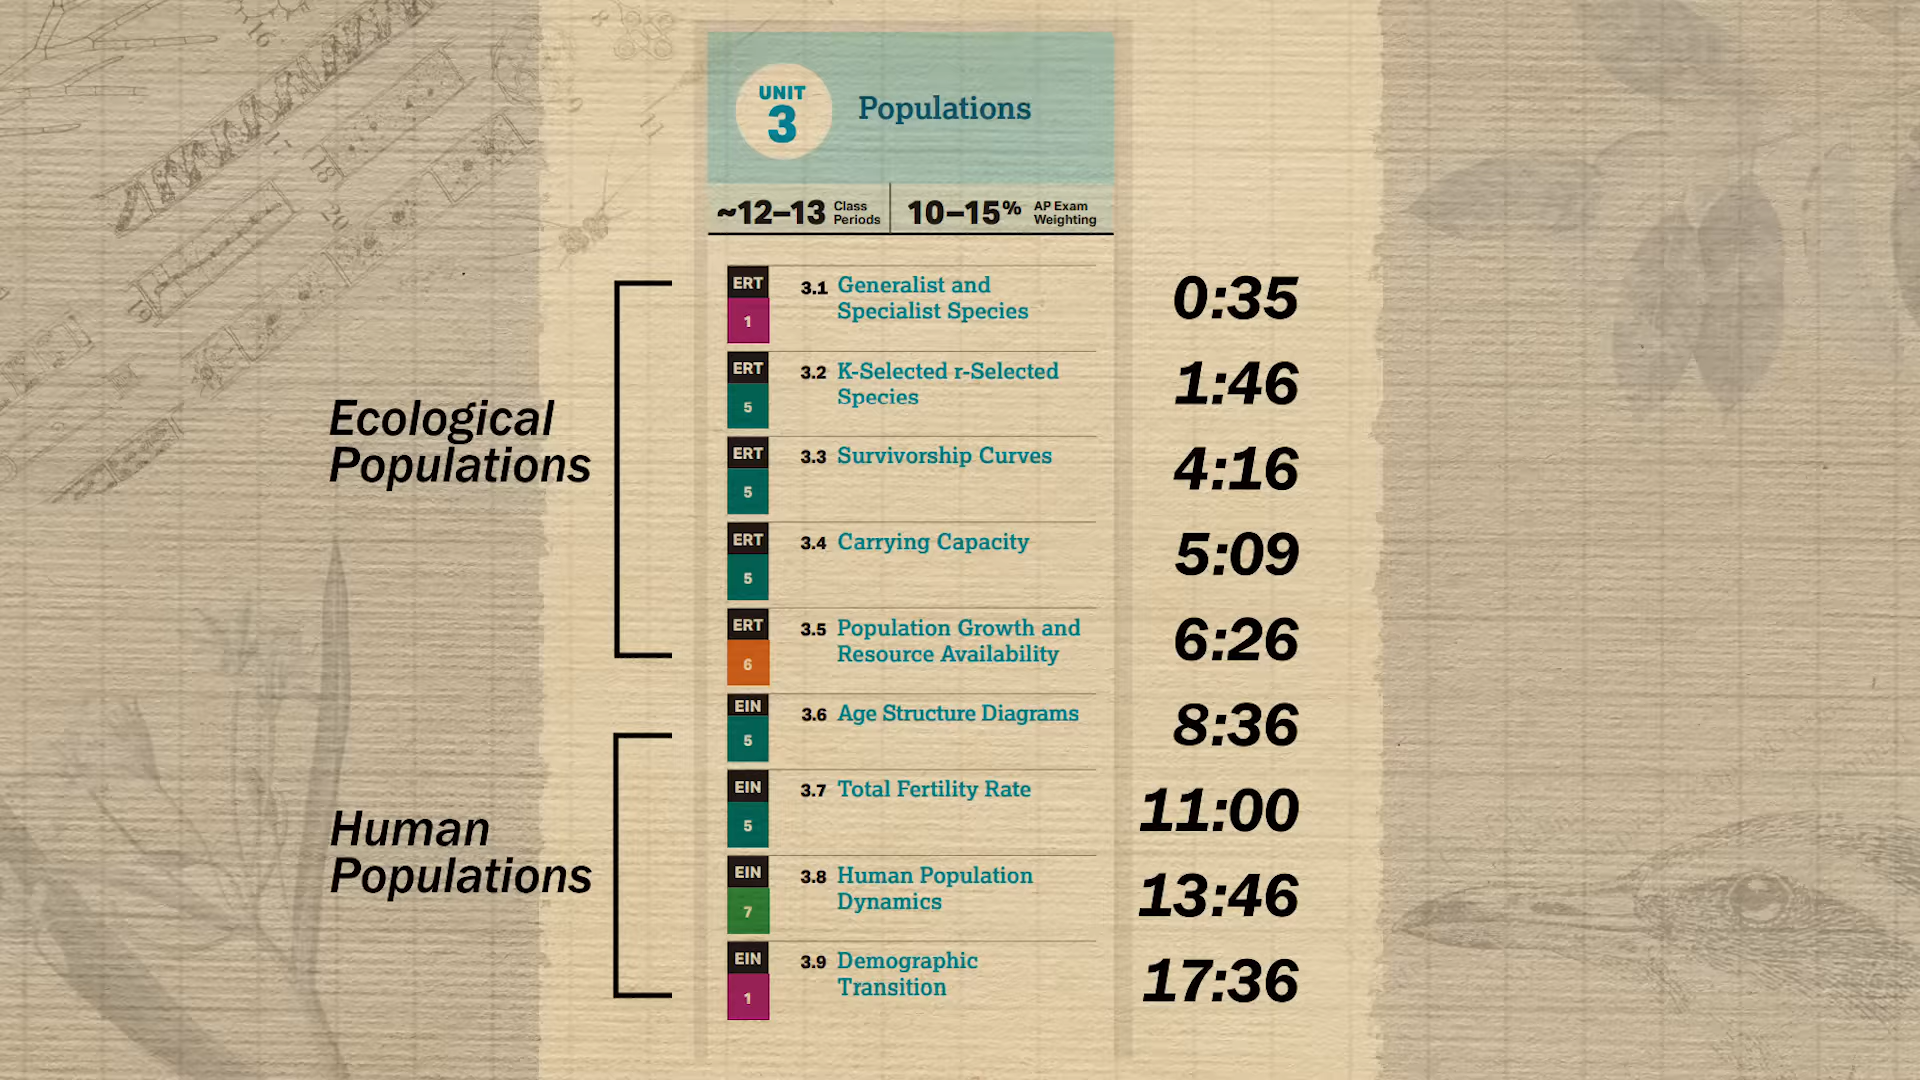 UNIT
3
Populations
~12–13 Class Periods
10–15% AP Exam Weighting
Ecological
Populations
ERT
1
3.1 Generalist and
Specialist Species
0:35
ERT
5
3.2 K-Selected r-Selected
Species
1:46
ERT
5
3.3 Survivorship Curves
4:16
ERT
5
3.4 Carrying Capacity
5:09
ERT
6
3.5 Population Growth and
Resource Availability
6:26
Human
Populations
EIN
5
3.6 Age Structure Diagrams
8:36
EIN
5
3.7 Total Fertility Rate
11:00
EIN
7
3.8 Human Population
Dynamics
13:46
EIN
1
3.9 Demographic
Transition
17:36
16
18
20
11